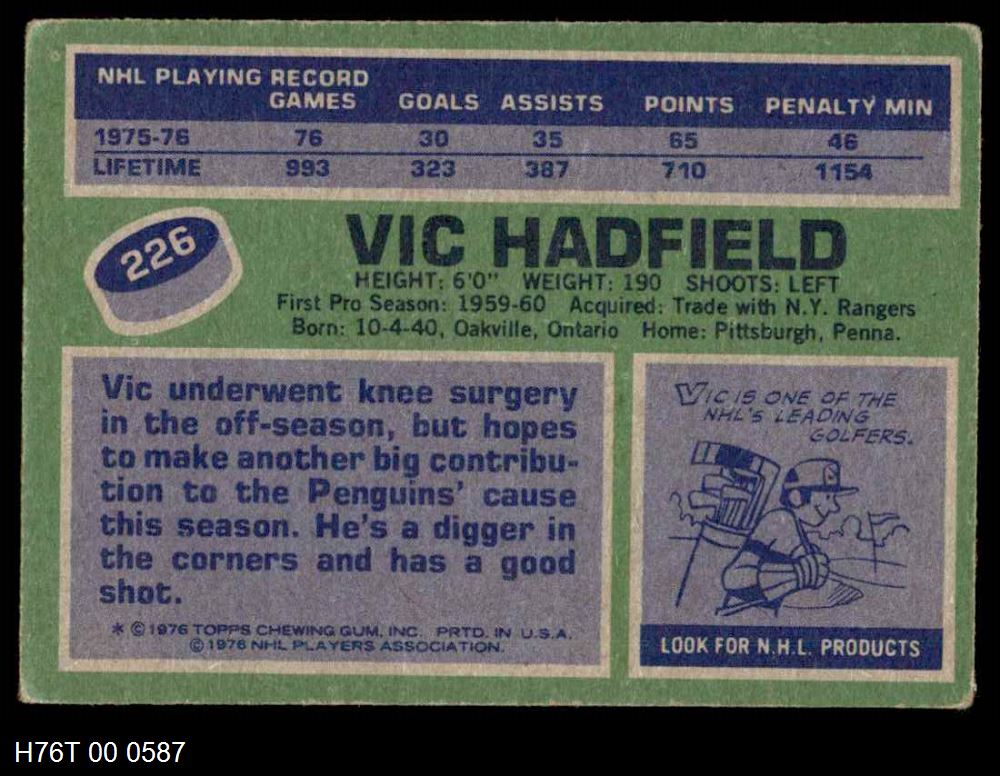 NHL PLAYING RECORD
GAMES GOALS ASSISTS POINTS PENALTY MIN
1975-76 76 30 35 65 46
LIFETIME 993 323 387 710 1154
226
VIC HADFIELD
HEIGHT: 6'0" WEIGHT: 190 SHOOTS: LEFT
First Pro Season: 1959-60 Acquired: Trade with N.Y. Rangers
Born: 10-4-40, Oakville, Ontario Home: Pittsburgh, Penna.
Vic underwent knee surgery
in the off-season, but hopes
to make another big contribu-
tion to the Penguins' cause
this season. He's a digger in
the corners and has a good
shot.
* © 1976 TOPPS CHEWING GUM, INC. PRTD. IN U.S.A.
© 1976 NHL PLAYERS ASSOCIATION.
VIC IS ONE OF THE
NHL'S LEADING
GOLFERS.
LOOK FOR N.H.L. PRODUCTS
H76T 00 0587